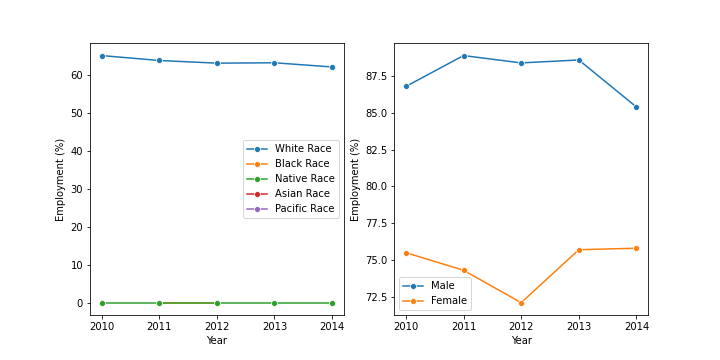 60
50
40
30
20
10
0
Employment (%)
2010 2011 2012 2013 2014
Year
White Race
Black Race
Native Race
Asian Race
Pacific Race
87.5
85.0
82.5
80.0
77.5
75.0
72.5
Employment (%)
2010 2011 2012 2013 2014
Year
Male
Female